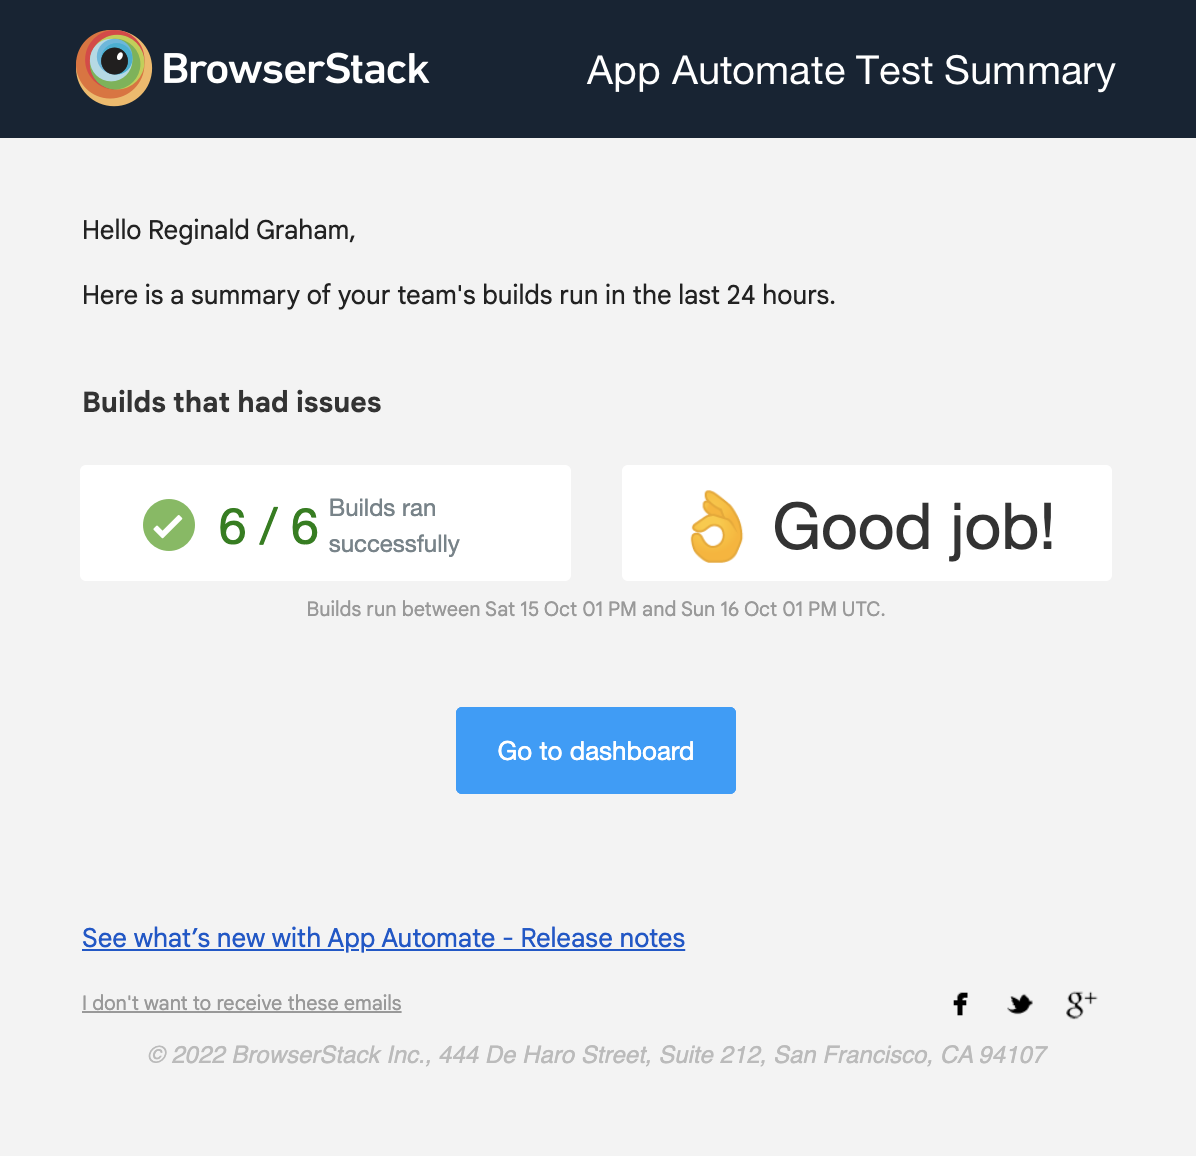 BrowserStack
App Automate Test Summary
Hello Reginald Graham,
Here is a summary of your team's builds run in the last 24 hours.
Builds that had issues
6 / 6
Builds ran
successfully
Good job!
Builds run between Sat 15 Oct 01 PM and Sun 16 Oct 01 PM UTC.
Go to dashboard
See what’s new with App Automate - Release notes
I don't want to receive these emails
f
g+
© 2022 BrowserStack Inc., 444 De Haro Street, Suite 212, San Francisco, CA 94107